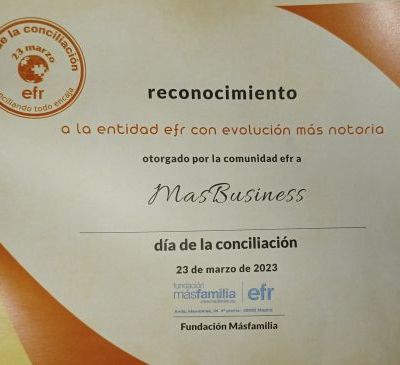 día de la conciliación
23 marzo
efr
conciliando todo encaja
reconocimiento
a la entidad efr con evolución más notoria
otorgado por la comunidad efr a
MasBusiness
día de la conciliación
23 de marzo de 2023
fundación
másfamilia
efr
Fundación Másfamilia